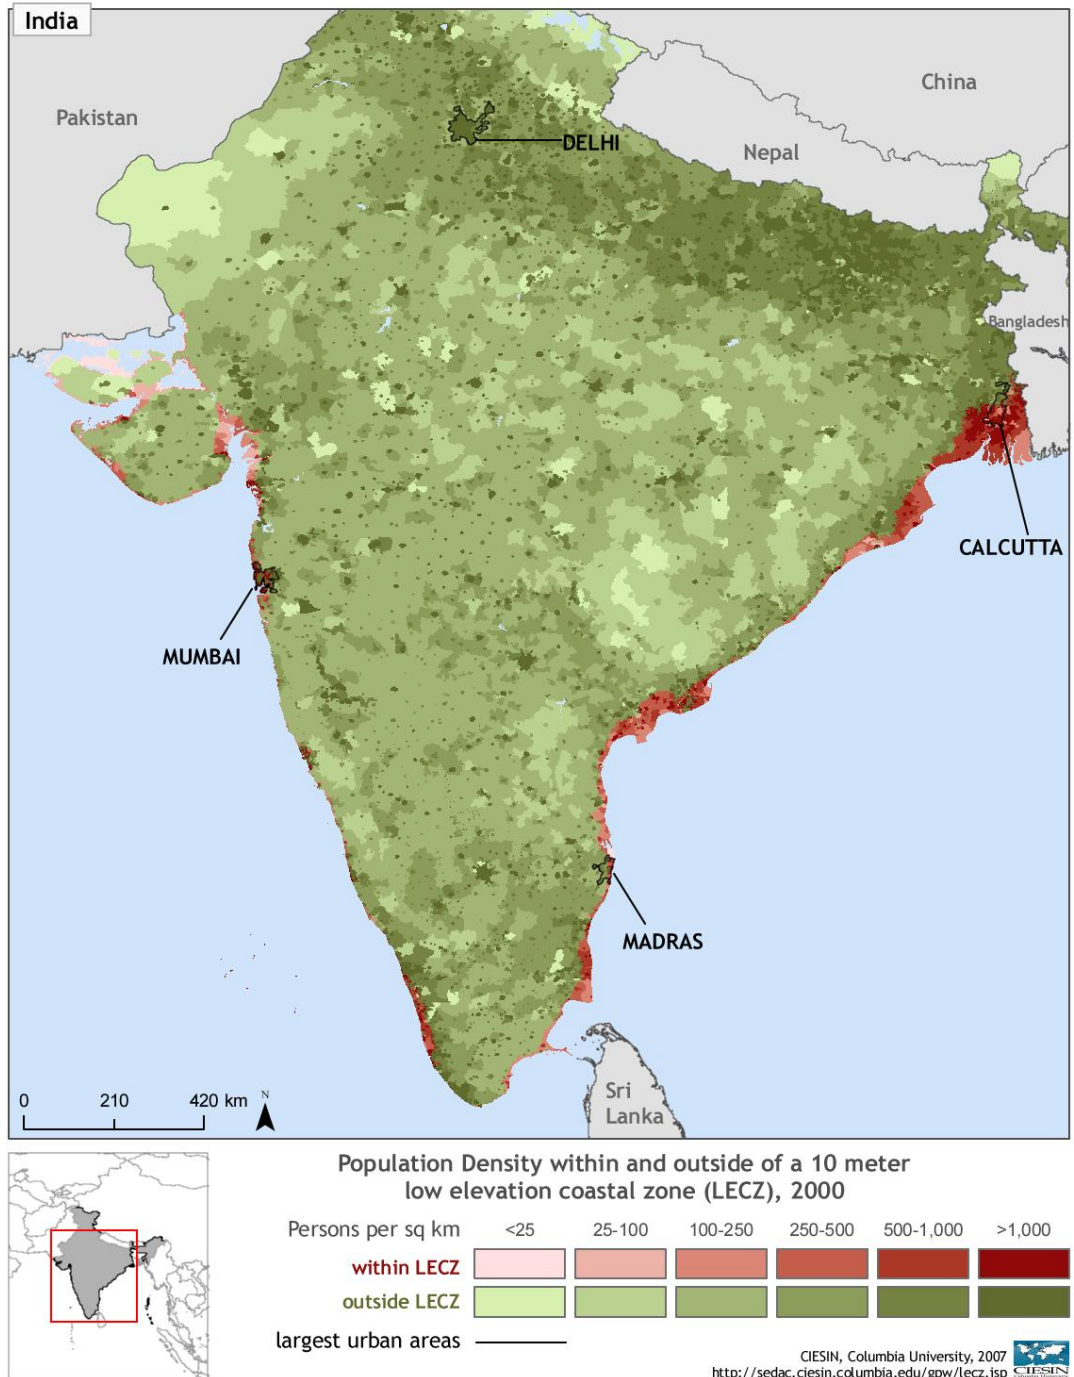 India
Pakistan
China
DELHI
Nepal
Bangladesh
CALCUTTA
MUMBAI
MADRAS
Sri
Lanka
0 210 420 km
N
Population Density within and outside of a 10 meter
low elevation coastal zone (LECZ), 2000
Persons per sq km <25 25-100 100-250 250-500 500-1,000 >1,000
within LECZ
outside LECZ
largest urban areas
CIESIN, Columbia University, 2007
http://sedac.ciesin.columbia.edu/gpw/lecz.jsp
CIESIN